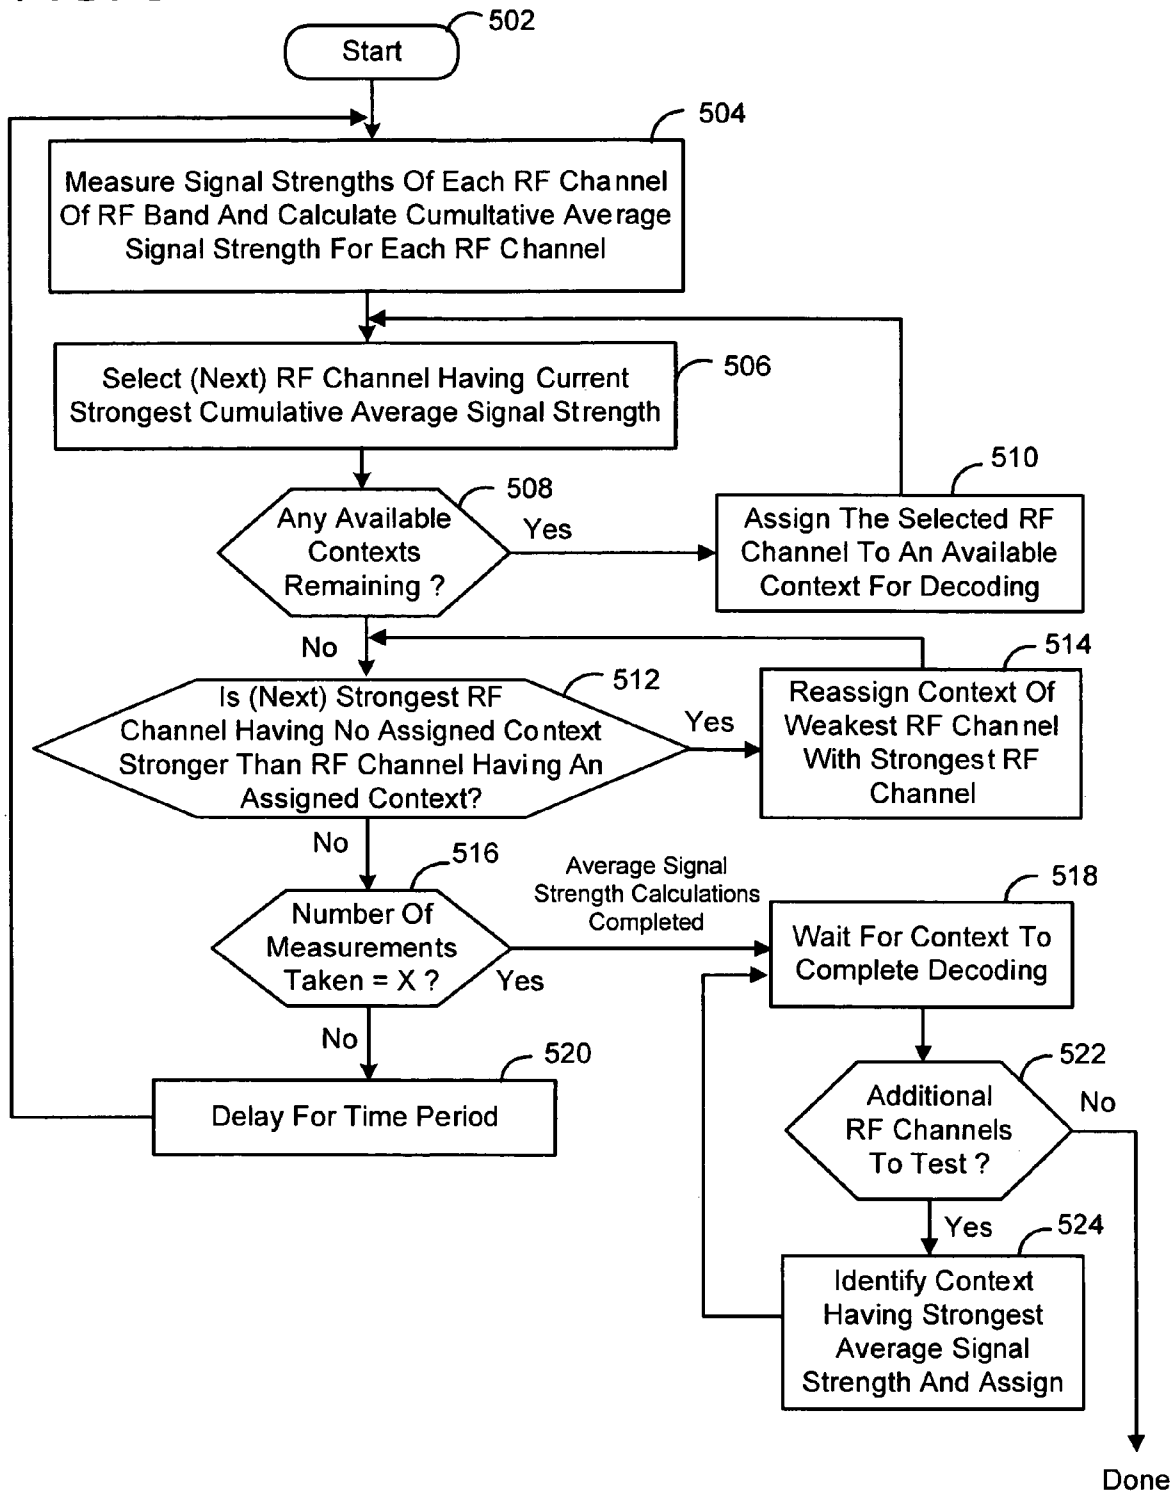 502
Start
504
Measure Signal Strengths Of Each RF Channel
Of RF Band And Calculate Cumultative Average
Signal Strength For Each RF Channel
506
Select (Next) RF Channel Having Current
Strongest Cumulative Average Signal Strength
508
Any Available
Contexts
Remaining ?
Yes
510
Assign The Selected RF
Channel To An Available
Context For Decoding
No
512
Is (Next) Strongest RF
Channel Having No Assigned Context
Stronger Than RF Channel Having An
Assigned Context?
Yes
514
Reassign Context Of
Weakest RF Channel
With Strongest RF
Channel
No
516
Number Of
Measurements
Taken = X ?
Average Signal
Strength Calculations
Completed
Yes
518
Wait For Context To
Complete Decoding
No
520
Delay For Time Period
522
Additional
RF Channels
To Test ?
No
Yes
524
Identify Context
Having Strongest
Average Signal
Strength And Assign
Done